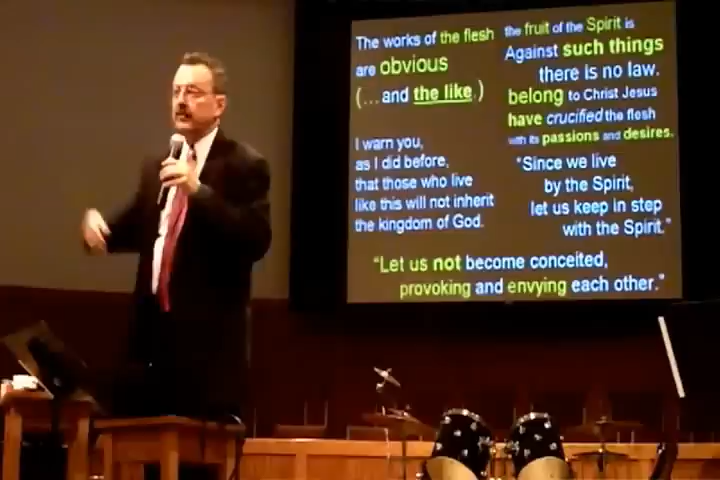 The works of the flesh
are obvious
(...and the like.)
I warn you,
as I did before,
that those who live
like this will not inherit
the kingdom of God.
the fruit of the Spirit is
Against such things
there is no law.
belong to Christ Jesus
have crucified the flesh
with its passions and desires.
"Since we live
by the Spirit,
let us keep in step
with the Spirit."
"Let us not become conceited,
provoking and envying each other."